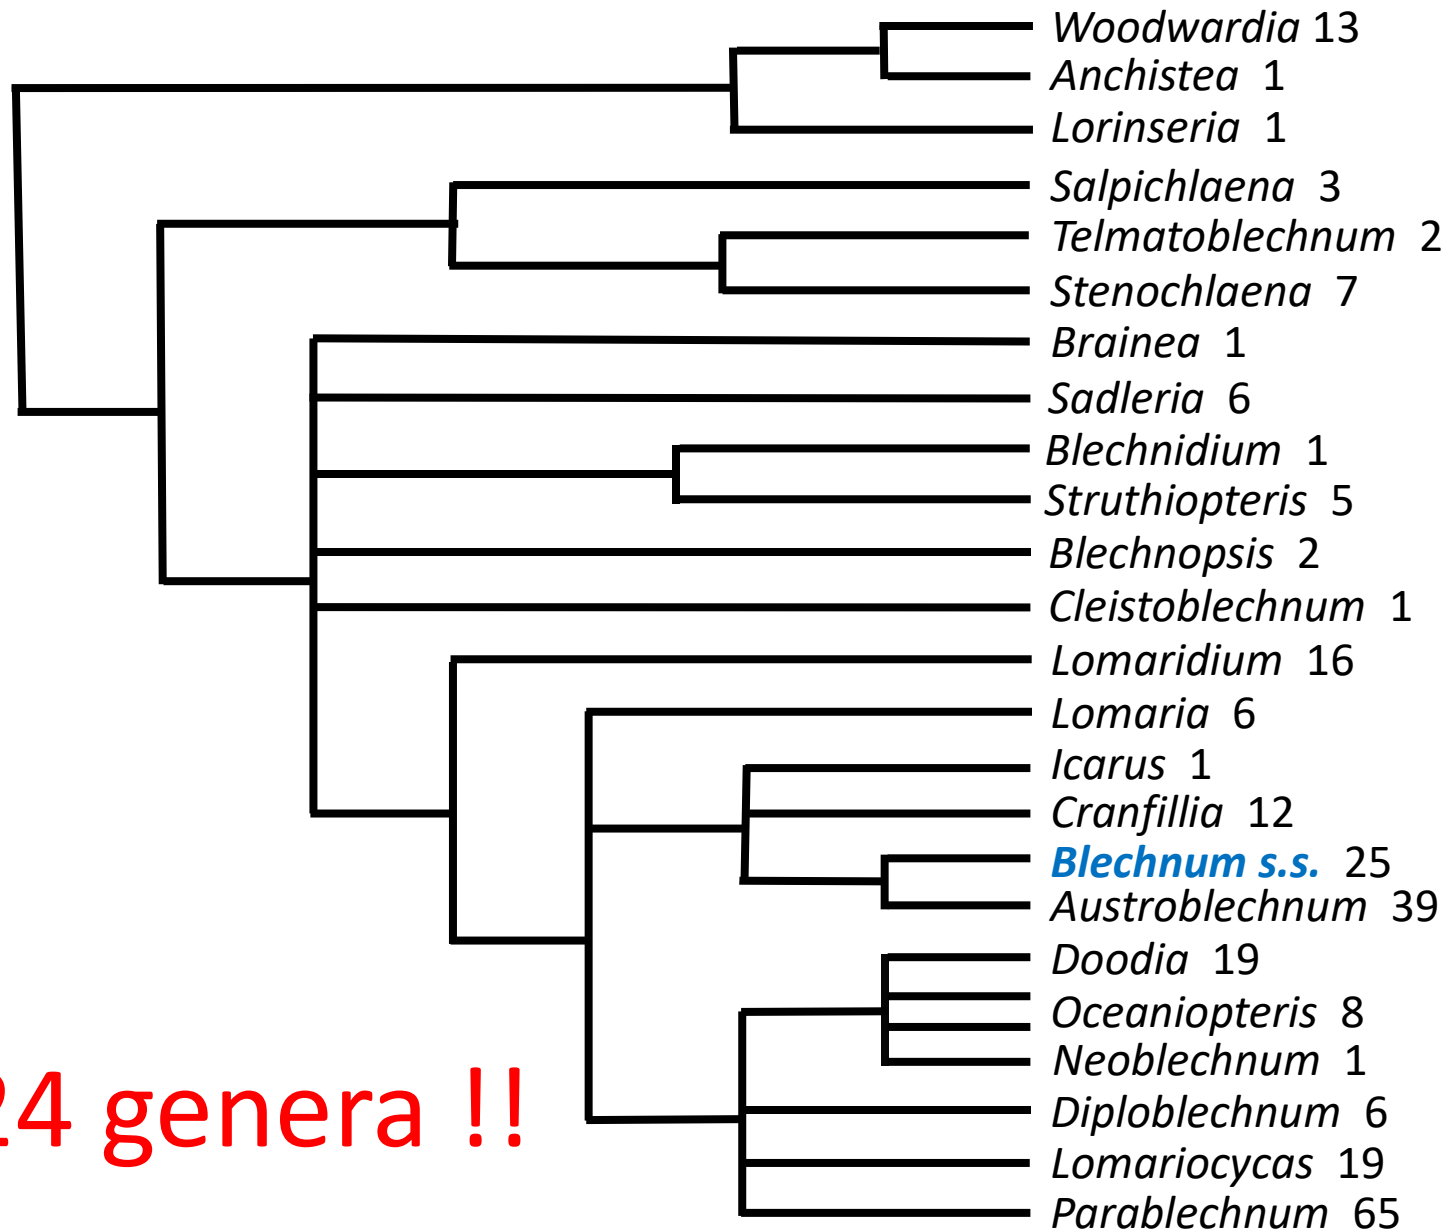 Woodwardia 13
Anchistea 1
Lorinseria 1
Salpichlaena 3
Telmatoblechnum 2
Stenochlaena 7
Brainea 1
Sadleria 6
Blechnidium 1
Struthiopteris 5
Blechnopsis 2
Cleistoblechnum 1
Lomaridium 16
Lomaria 6
Icarus 1
Cranfillia 12
Blechnum s.s. 25
Austroblechnum 39
Doodia 19
Oceaniopteris 8
Neoblechnum 1
Diploblechnum 6
Lomariocycas 19
Parablechnum 65
24 genera !!